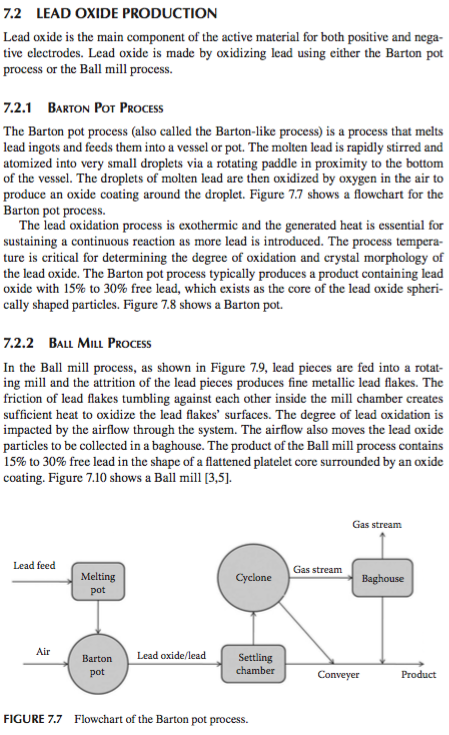 7.2 LEAD OXIDE PRODUCTION
Lead oxide is the main component of the active material for both positive and nega-
tive electrodes. Lead oxide is made by oxidizing lead using either the Barton pot
process or the Ball mill process.
7.2.1 BARTON POT PROCESS
The Barton pot process (also called the Barton-like process) is a process that melts
lead ingots and feeds them into a vessel or pot. The molten lead is rapidly stirred and
atomized into very small droplets via a rotating paddle in proximity to the bottom
of the vessel. The droplets of molten lead are then oxidized by oxygen in the air to
produce an oxide coating around the droplet. Figure 7.7 shows a flowchart for the
Barton pot process.
The lead oxidation process is exothermic and the generated heat is essential for
sustaining a continuous reaction as more lead is introduced. The process tempera-
ture is critical for determining the degree of oxidation and crystal morphology of
the lead oxide. The Barton pot process typically produces a product containing lead
oxide with 15% to 30% free lead, which exists as the core of the lead oxide spheri-
cally shaped particles. Figure 7.8 shows a Barton pot.
7.2.2 BALL MILL PROCESS
In the Ball mill process, as shown in Figure 7.9, lead pieces are fed into a rotat-
ing mill and the attrition of the lead pieces produces fine metallic lead flakes. The
friction of lead flakes tumbling against each other inside the mill chamber creates
sufficient heat to oxidize the lead flakes' surfaces. The degree of lead oxidation is
impacted by the airflow through the system. The airflow also moves the lead oxide
particles to be collected in a baghouse. The product of the Ball mill process contains
15% to 30% free lead in the shape of a flattened platelet core surrounded by an oxide
coating. Figure 7.10 shows a Ball mill [3,5].
Gas stream
Lead feed
Melting
pot
Cyclone
Gas stream
Baghouse
Air
Barton
pot
Lead oxide/lead
Settling
chamber
Conveyer
Product
FIGURE 7.7 Flowchart of the Barton pot process.